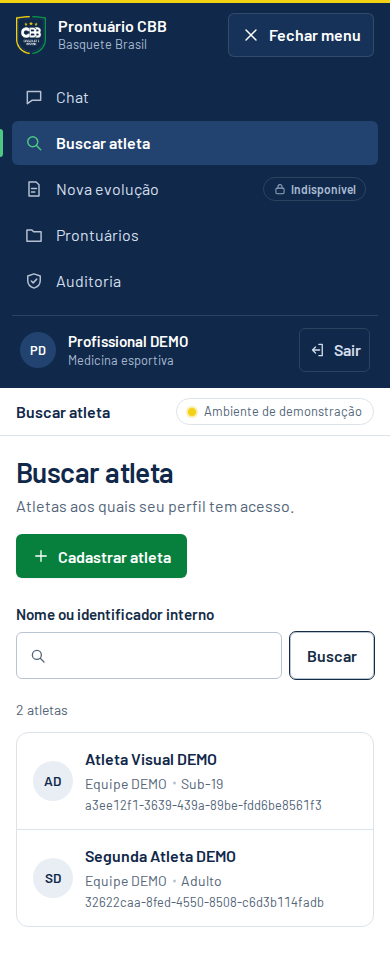 CBB
Prontuário CBB
Basquete Brasil
Fechar menu
Chat
Buscar atleta
Nova evolução
Indisponível
Prontuários
Auditoria
PD
Profissional DEMO
Medicina esportiva
Sair
Buscar atleta
Ambiente de demonstração
Buscar atleta
Atletas aos quais seu perfil tem acesso.
Cadastrar atleta
Nome ou identificador interno
Buscar
2 atletas
AD
Atleta Visual DEMO
Equipe DEMO • Sub-19
a3ee12f1-3639-439a-89be-fdd6be8561f3
SD
Segunda Atleta DEMO
Equipe DEMO • Adulto
32622caa-8fed-4550-8508-c6d3b114fadb